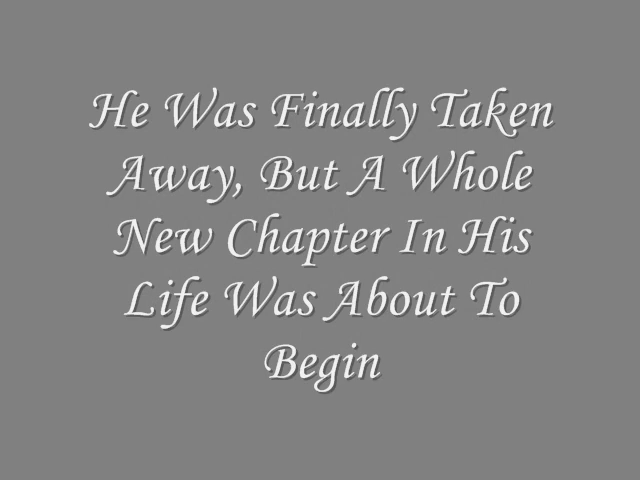 He Was Finally Taken
Away, But A Whole
New Chapter In His
Life Was About To
Begin